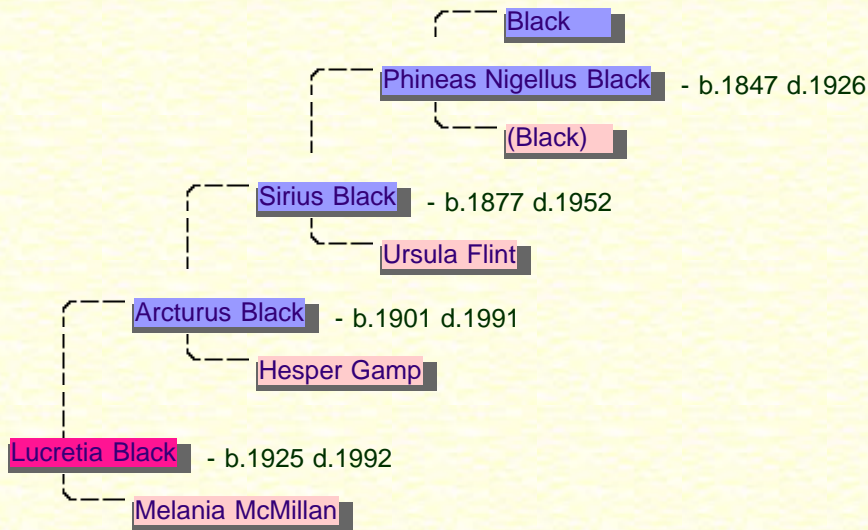 Black
Phineas Nigellus Black - b.1847 d.1926
(Black)
Sirius Black - b.1877 d.1952
Ursula Flint
Arcturus Black - b.1901 d.1991
Hesper Gamp
Lucretia Black - b.1925 d.1992
Melania McMillan